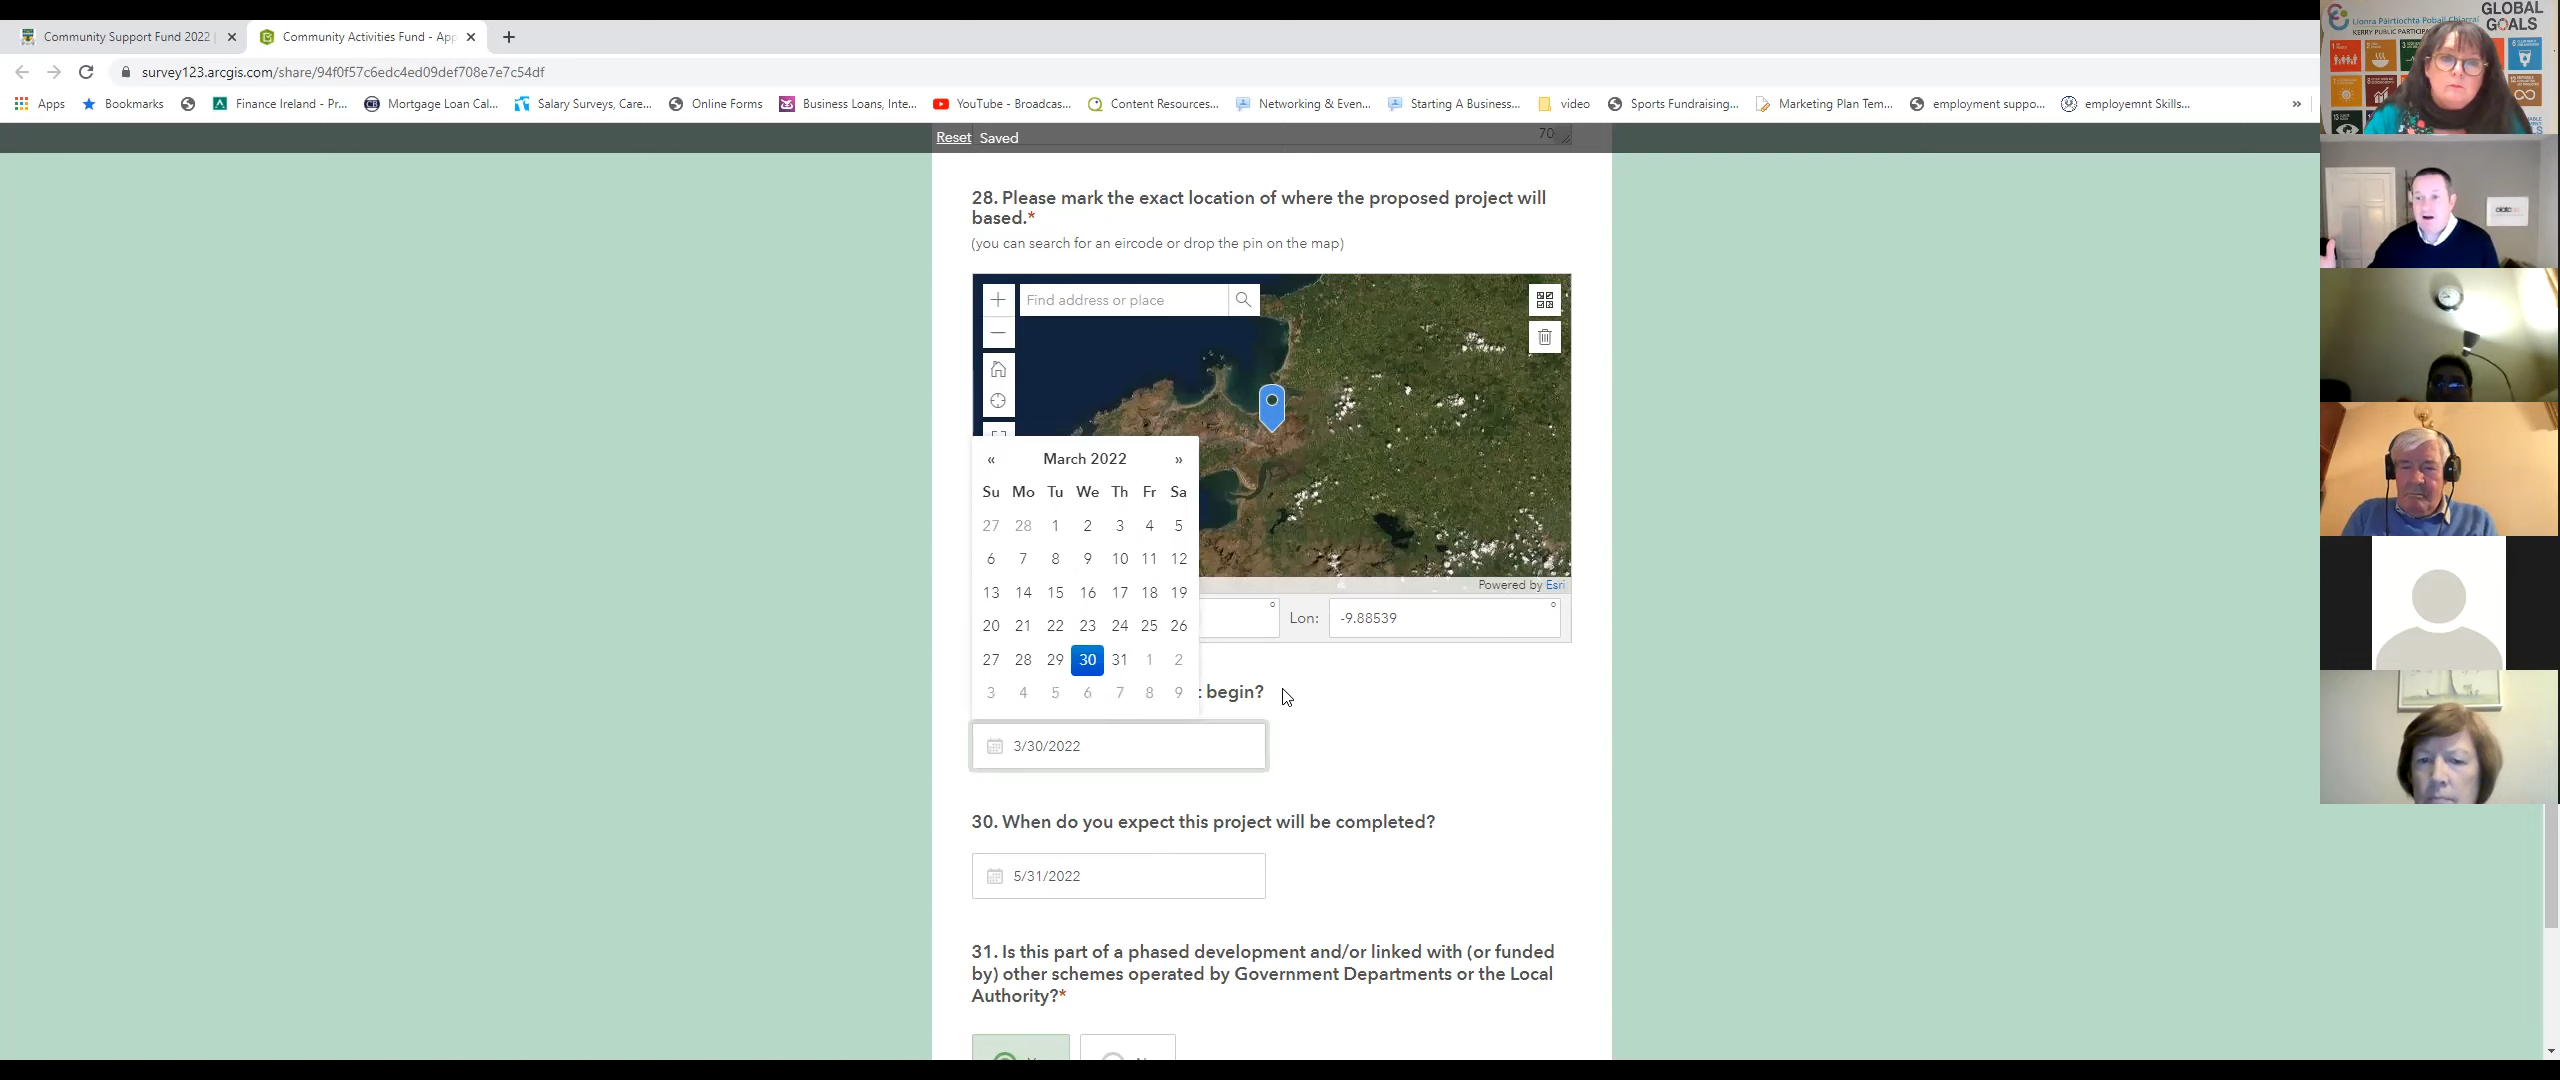 Community Support Fund 2022 |
Community Activities Fund - App
survey123.arcgis.com/share/94f0f57c6edc4ed09def708e7e7c54df
Apps
Bookmarks
Finance Ireland - Pr...
Mortgage Loan Cal...
Salary Surveys, Care...
Online Forms
Business Loans, Inte...
YouTube - Broadcas...
Content Resources...
Networking & Even...
Starting A Business...
video
Sports Fundraising...
Marketing Plan Tem...
employment suppo...
employemnt Skills...
»
Reset Saved
70
28. Please mark the exact location of where the proposed project will
based.*
(you can search for an eircode or drop the pin on the map)
Find address or place
« March 2022 »
Su Mo Tu We Th Fr Sa
27 28 1 2 3 4 5
6 7 8 9 10 11 12
13 14 15 16 17 18 19
20 21 22 23 24 25 26
27 28 29 30 31 1 2
3 4 5 6 7 8 9
Powered by Esri
Lon: -9.88539
begin?
3/30/2022
30. When do you expect this project will be completed?
5/31/2022
31. Is this part of a phased development and/or linked with (or funded
by) other schemes operated by Government Departments or the Local
Authority?*
GLOBAL
GOALS
Líonra Páirtíochta Pobail Chiarraí
KERRY PUBLIC PARTICIPA